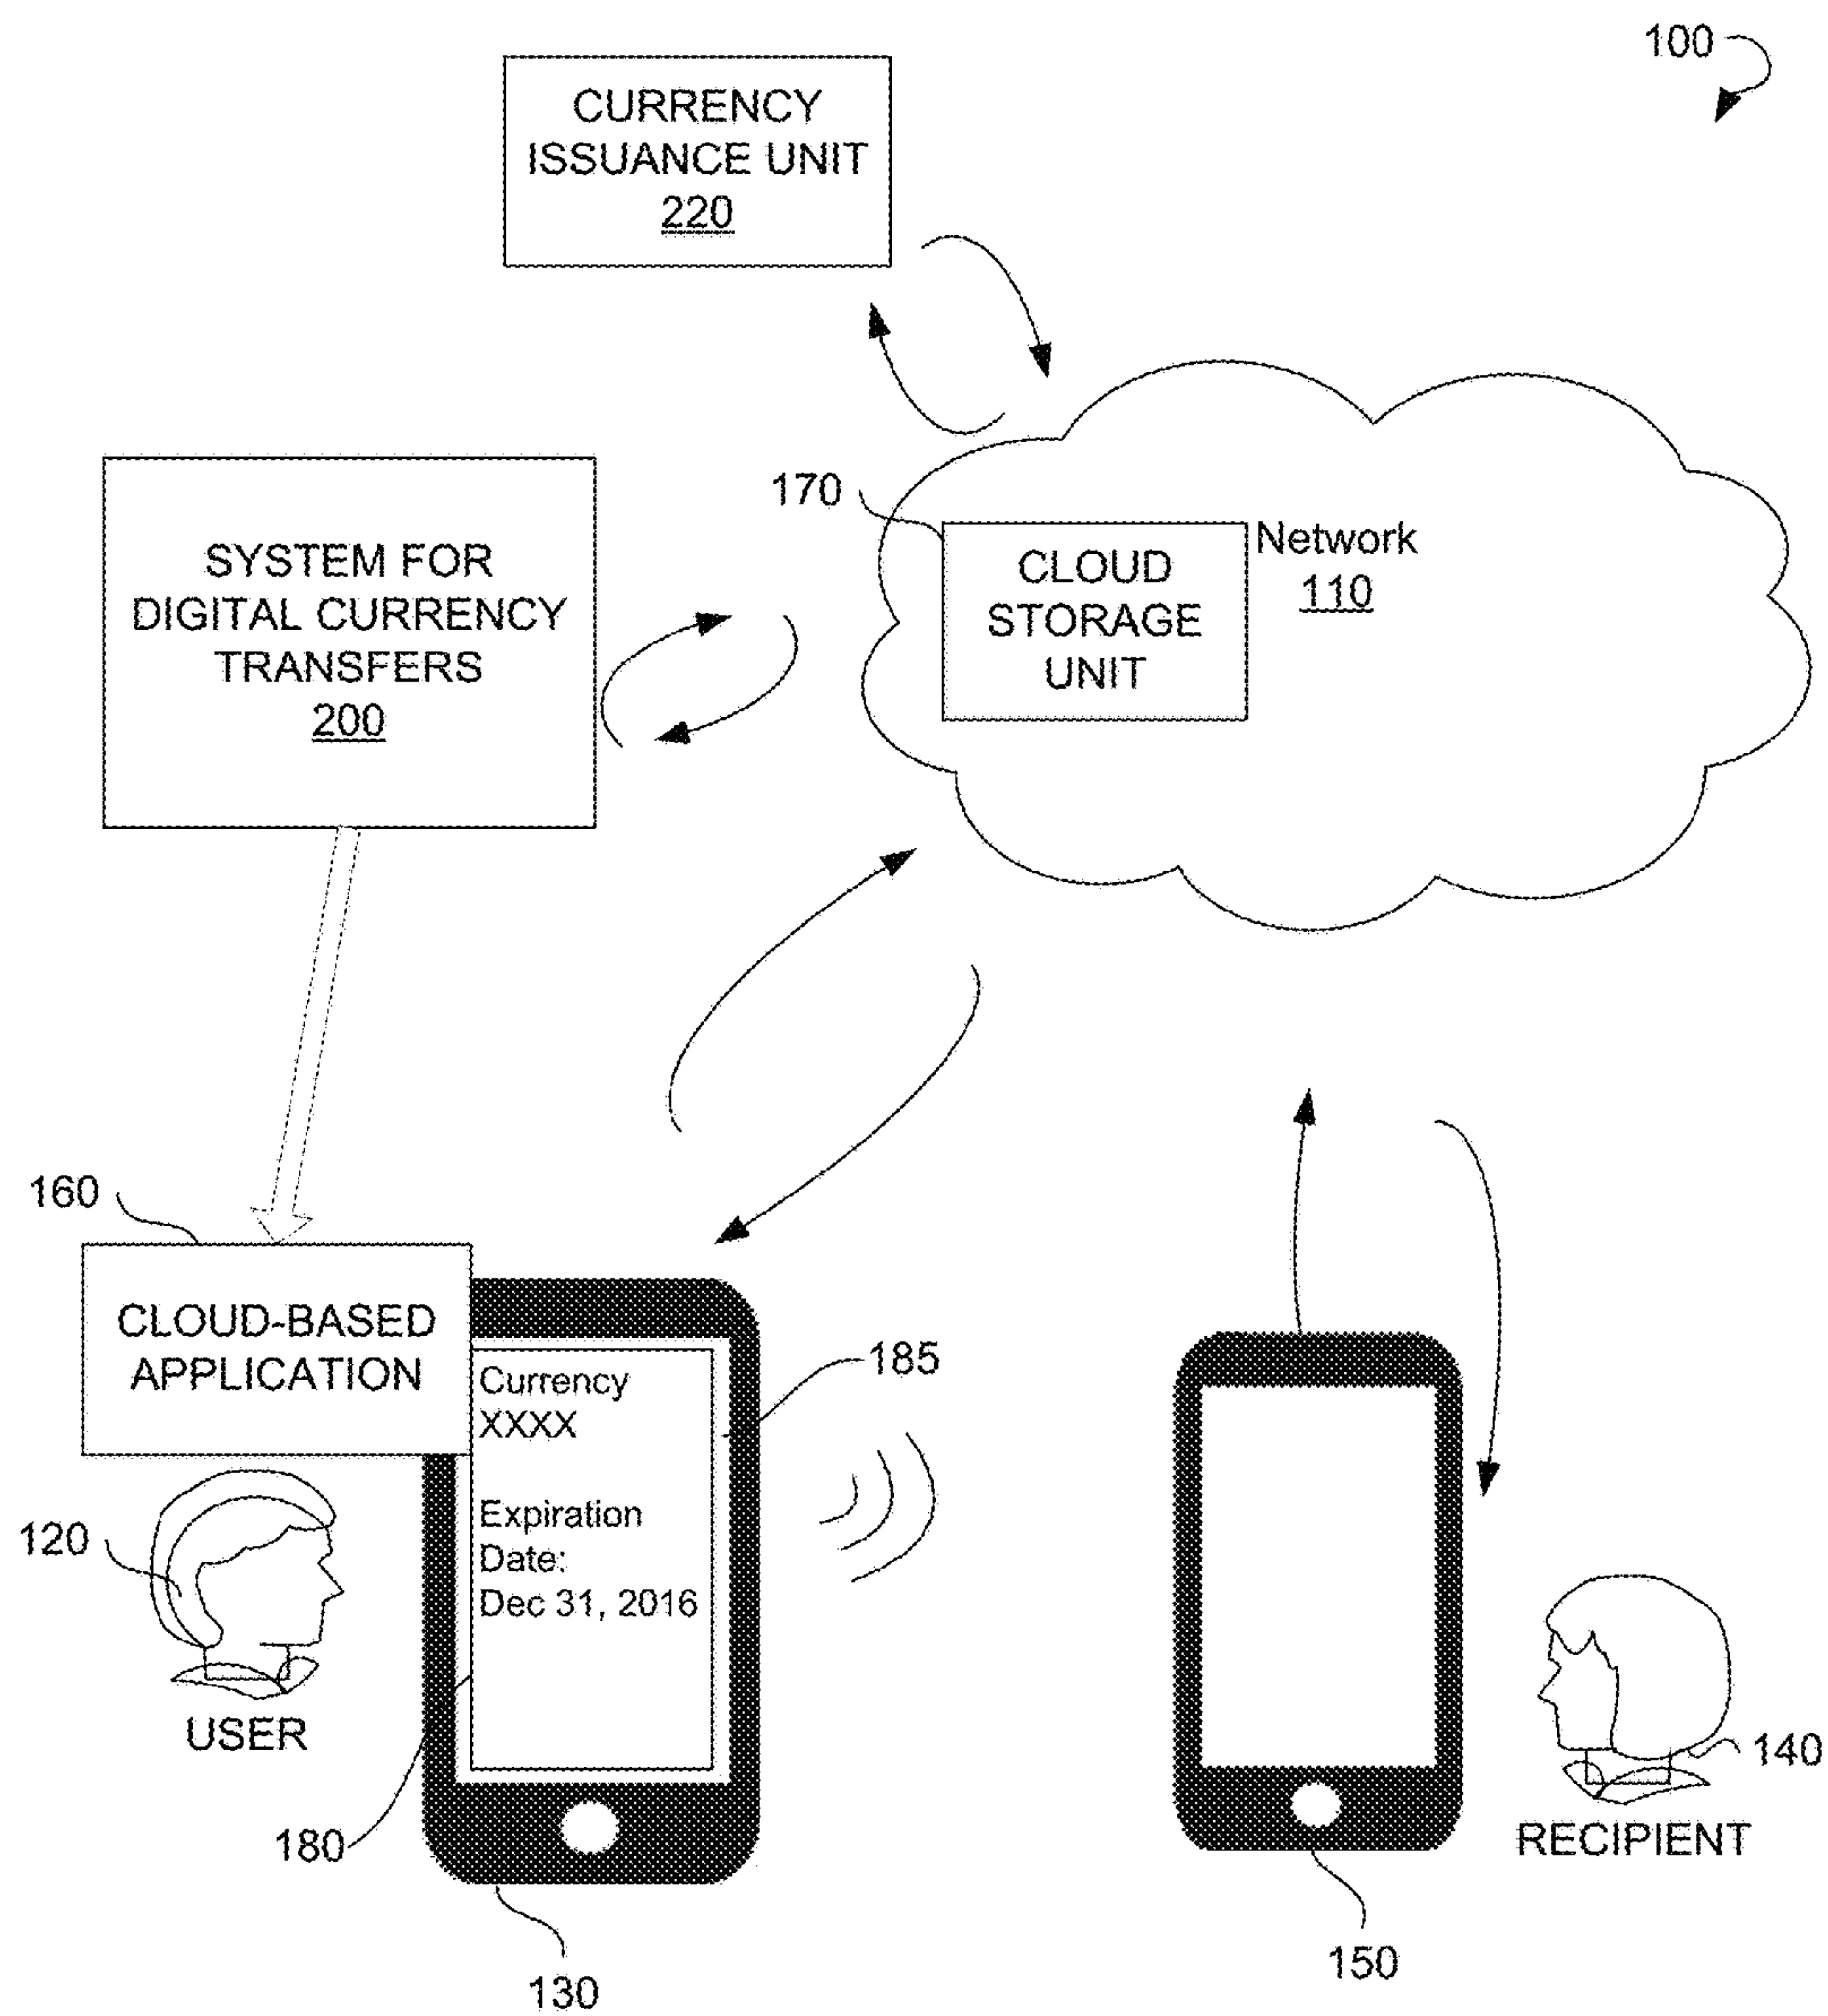 100
CURRENCY
ISSUANCE UNIT
220
170
Network
110
CLOUD
STORAGE
UNIT
SYSTEM FOR
DIGITAL CURRENCY
TRANSFERS
200
160
CLOUD-BASED
APPLICATION
Currency
XXXX
Expiration
Date:
Dec 31, 2016
185
120
USER
180
130
140
RECIPIENT
150